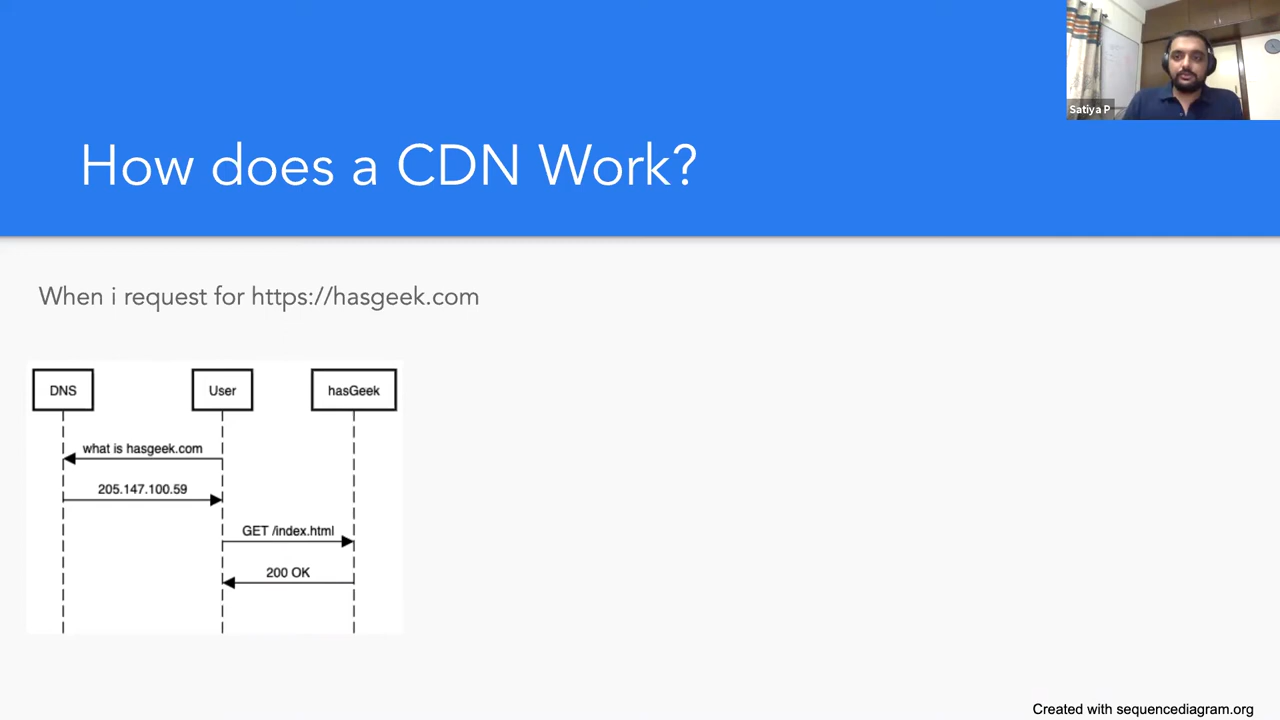 Satiya P
How does a CDN Work?
When i request for https://hasgeek.com
DNS
User
hasGeek
what is hasgeek.com
205.147.100.59
GET /index.html
200 OK
Created with sequencediagram.org